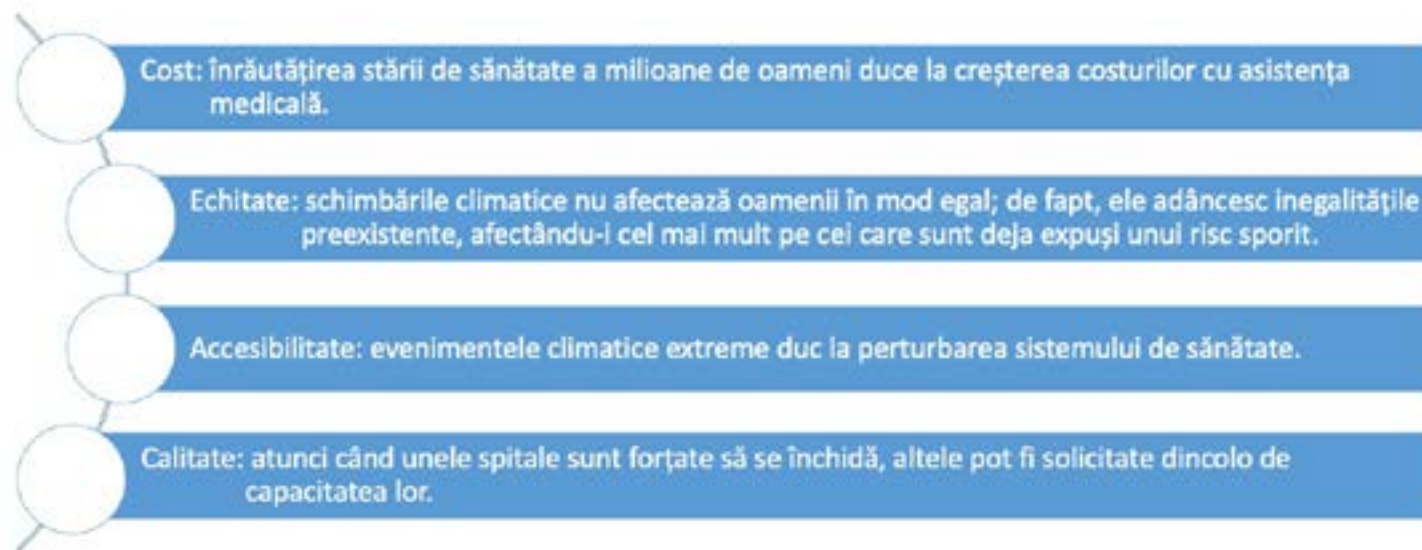 Cost: înrăutățirea stării de sănătate a milioane de oameni duce la creșterea costurilor cu asistența
medicală.
Echitate: schimbările climatice nu afectează oamenii în mod egal; de fapt, ele adâncesc inegalitățile
preexistente, afectându-i cel mai mult pe cei care sunt deja expuși unui risc sporit.
Accesibilitate: evenimentele climatice extreme duc la perturbarea sistemului de sănătate.
Calitate: atunci când unele spitale sunt forțate să se închidă, altele pot fi solicitate dincolo de
capacitatea lor.